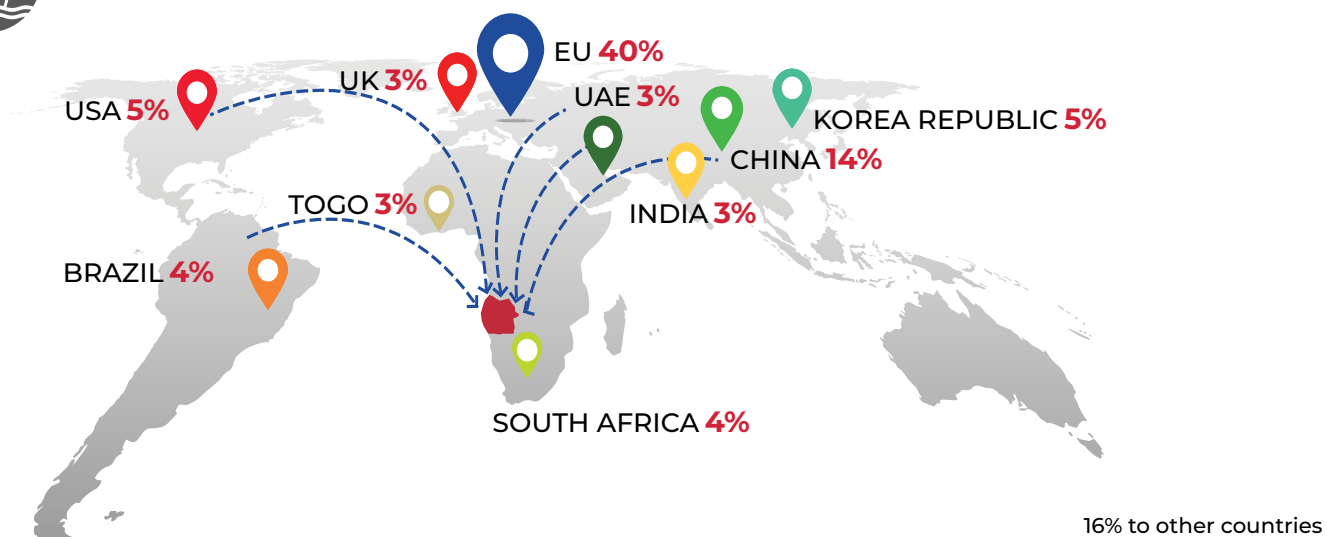 EU 40%
UK 3%
UAE 3%
USA 5%
KOREA REPUBLIC 5%
CHINA 14%
TOGO 3%
INDIA 3%
BRAZIL 4%
SOUTH AFRICA 4%
16% to other countries